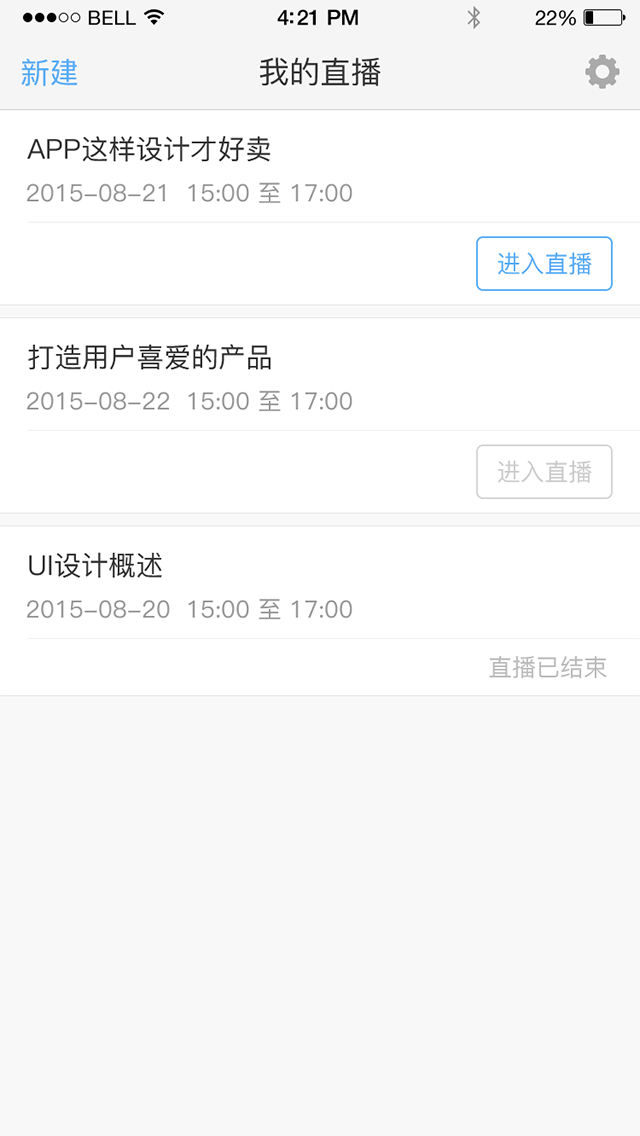 BELL 4:21 PM 22%
新建 我的直播
APP这样设计才好卖
2015-08-21 15:00 至 17:00
进入直播
打造用户喜爱的产品
2015-08-22 15:00 至 17:00
进入直播
UI设计概述
2015-08-20 15:00 至 17:00
直播已结束